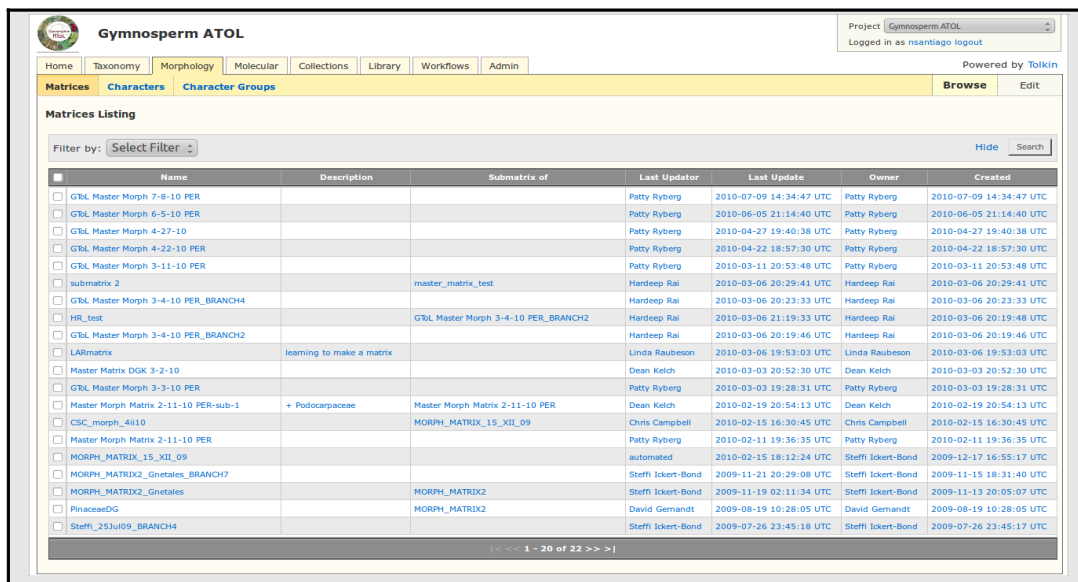 Gymnosperm ATOL
Project Gymnosperm ATOL
Logged in as nsantiago logout
Home Taxonomy Morphology Molecular Collections Library Workflows Admin Powered by Tolkin
Matrices Characters Character Groups Browse Edit
Matrices Listing
Filter by: Select Filter Hide Search
Name Description Submatrix of Last Updator Last Update Owner Created
GToL Master Morph 7-8-10 PER Patty Ryberg 2010-07-09 14:34:47 UTC Patty Ryberg 2010-07-09 14:34:47 UTC
GToL Master Morph 6-5-10 PER Patty Ryberg 2010-06-05 21:14:40 UTC Patty Ryberg 2010-06-05 21:14:40 UTC
GToL Master Morph 4-27-10 Patty Ryberg 2010-04-27 19:40:38 UTC Patty Ryberg 2010-04-27 19:40:38 UTC
GToL Master Morph 4-22-10 PER Patty Ryberg 2010-04-22 18:57:30 UTC Patty Ryberg 2010-04-22 18:57:30 UTC
GToL Master Morph 3-11-10 PER Patty Ryberg 2010-03-11 20:53:48 UTC Patty Ryberg 2010-03-11 20:53:48 UTC
submatrix 2 master_matrix_test Hardeep Rai 2010-03-06 20:29:41 UTC Hardeep Rai 2010-03-06 20:29:41 UTC
GToL Master Morph 3-4-10 PER_BRANCH4 Hardeep Rai 2010-03-06 20:23:33 UTC Hardeep Rai 2010-03-06 20:23:33 UTC
HR_test GToL Master Morph 3-4-10 PER_BRANCH2 Hardeep Rai 2010-03-06 21:19:33 UTC Hardeep Rai 2010-03-06 20:19:48 UTC
GToL Master Morph 3-4-10 PER_BRANCH2 Hardeep Rai 2010-03-06 20:19:46 UTC Hardeep Rai 2010-03-06 20:19:46 UTC
LARmatrix learning to make a matrix Linda Raubeson 2010-03-06 19:53:03 UTC Linda Raubeson 2010-03-06 19:53:03 UTC
Master Matrix DGK 3-2-10 Dean Kelch 2010-03-03 20:52:30 UTC Dean Kelch 2010-03-03 20:52:30 UTC
GToL Master Morph 3-3-10 PER Patty Ryberg 2010-03-03 19:28:31 UTC Patty Ryberg 2010-03-03 19:28:31 UTC
Master Morph Matrix 2-11-10 PER-sub-1 + Podocarpaceae Master Morph Matrix 2-11-10 PER Dean Kelch 2010-02-19 20:54:13 UTC Dean Kelch 2010-02-19 20:54:13 UTC
CSC_morph_4ii10 MORPH_MATRIX_15_XII_09 Chris Campbell 2010-02-15 16:30:45 UTC Chris Campbell 2010-02-15 16:30:45 UTC
Master Morph Matrix 2-11-10 PER Patty Ryberg 2010-02-11 19:36:35 UTC Patty Ryberg 2010-02-11 19:36:35 UTC
MORPH_MATRIX_15_XII_09 automated 2010-02-15 18:12:24 UTC Steffi Ickert-Bond 2009-12-17 16:55:17 UTC
MORPH_MATRIX2_Gnetales_BRANCH7 Steffi Ickert-Bond 2009-11-21 20:29:08 UTC Steffi Ickert-Bond 2009-11-15 18:31:40 UTC
MORPH_MATRIX2_Gnetales MORPH_MATRIX2 Steffi Ickert-Bond 2009-11-19 02:11:34 UTC Steffi Ickert-Bond 2009-11-13 20:05:07 UTC
PinaceaeDG MORPH_MATRIX2 David Gernandt 2009-08-19 10:28:05 UTC David Gernandt 2009-08-19 10:28:05 UTC
Steffi_25Jul09_BRANCH4 Steffi Ickert-Bond 2009-07-26 23:45:18 UTC Steffi Ickert-Bond 2009-07-26 23:45:17 UTC
|< << 1 - 20 of 22 >> >|